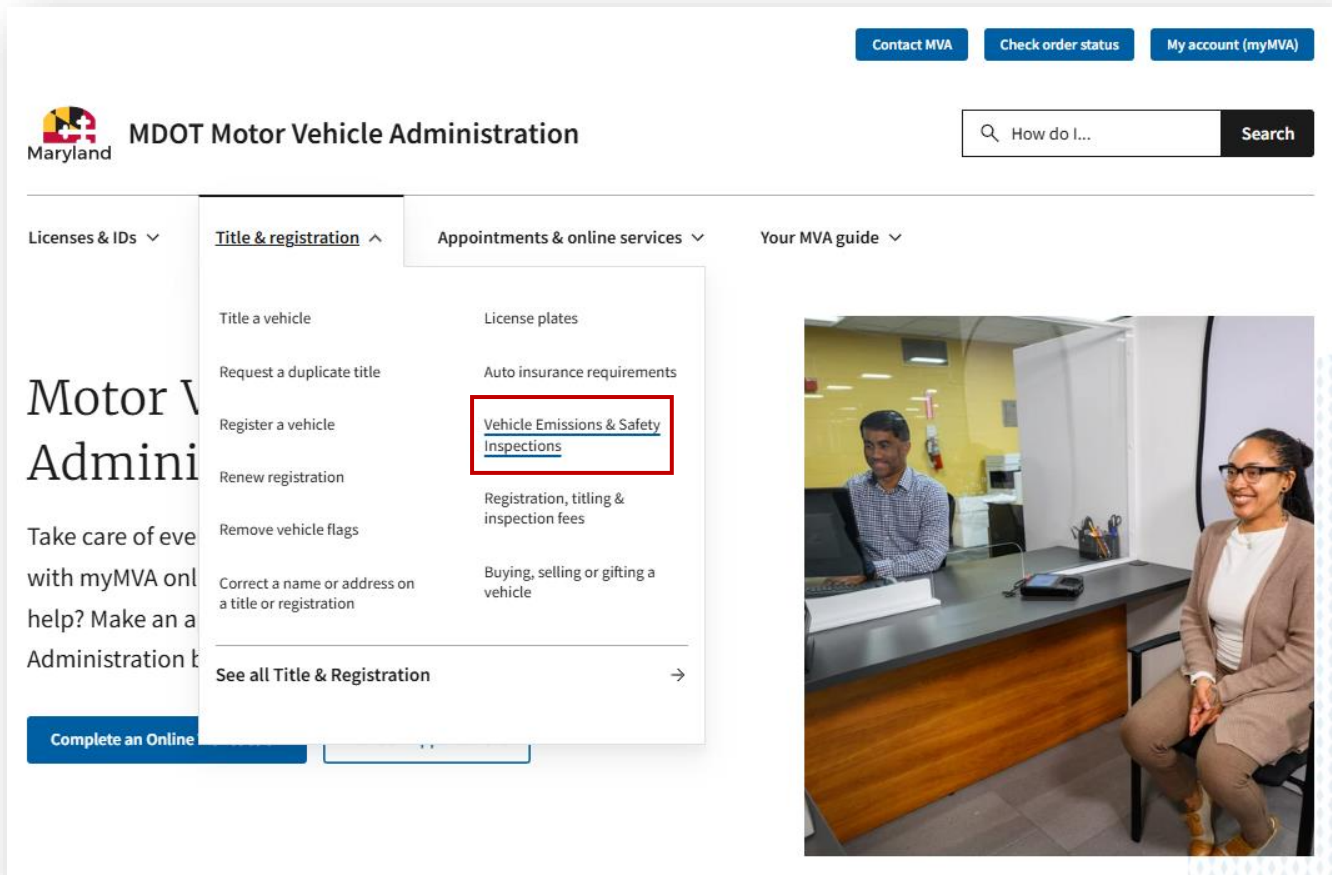 Contact MVA
Check order status
My account (myMVA)
Maryland
MDOT Motor Vehicle Administration
How do I...
Search
Licenses & IDs
Title & registration
Appointments & online services
Your MVA guide
Title a vehicle
Request a duplicate title
Register a vehicle
Renew registration
Remove vehicle flags
Correct a name or address on
a title or registration
License plates
Auto insurance requirements
Vehicle Emissions & Safety
Inspections
Registration, titling &
inspection fees
Buying, selling or gifting a
vehicle
See all Title & Registration
Motor
Admini
Take care of eve
with myMVA onl
help? Make an a
Administration
Complete an Online